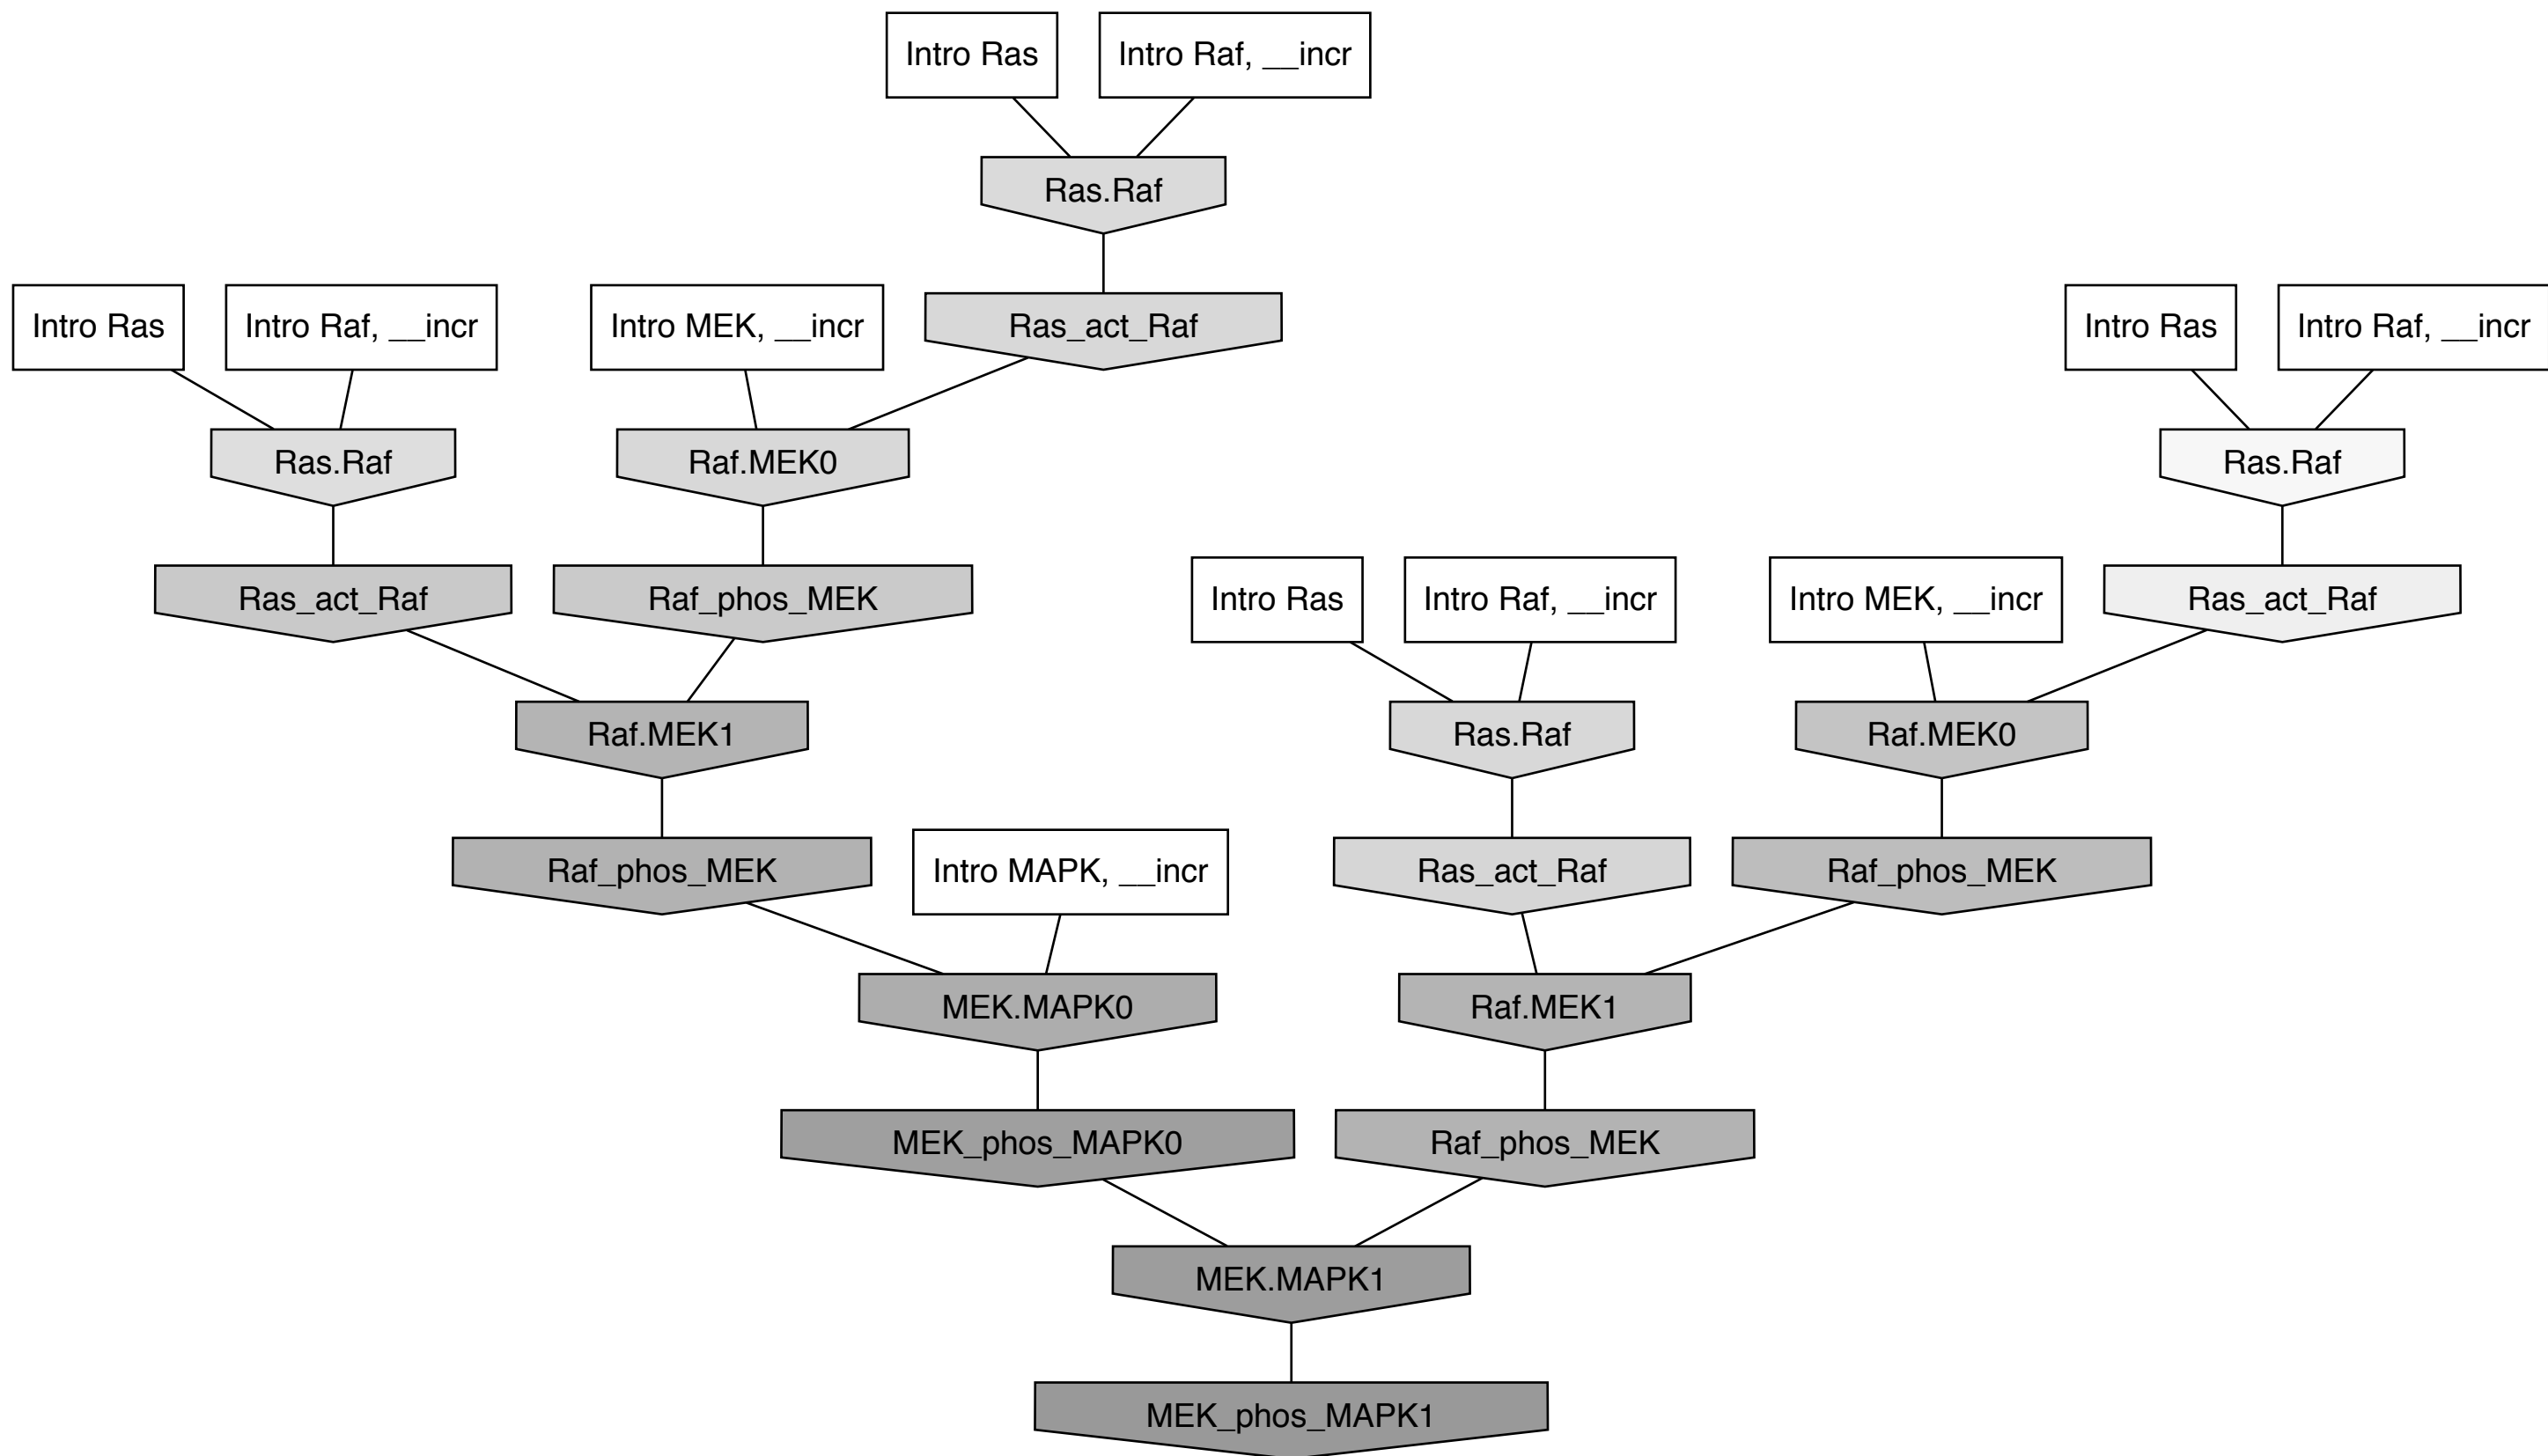 Intro Ras
Intro Raf, __incr
Ras.Raf
Intro Ras
Intro Raf, __incr
Intro MEK, __incr
Ras_act_Raf
Intro Ras
Intro Raf, __incr
Ras.Raf
Raf.MEK0
Ras.Raf
Ras_act_Raf
Raf_phos_MEK
Intro Ras
Intro Raf, __incr
Intro MEK, __incr
Ras_act_Raf
Raf.MEK1
Ras.Raf
Raf.MEK0
Raf_phos_MEK
Intro MAPK, __incr
Ras_act_Raf
Raf_phos_MEK
MEK.MAPK0
Raf.MEK1
MEK_phos_MAPK0
Raf_phos_MEK
MEK.MAPK1
MEK_phos_MAPK1